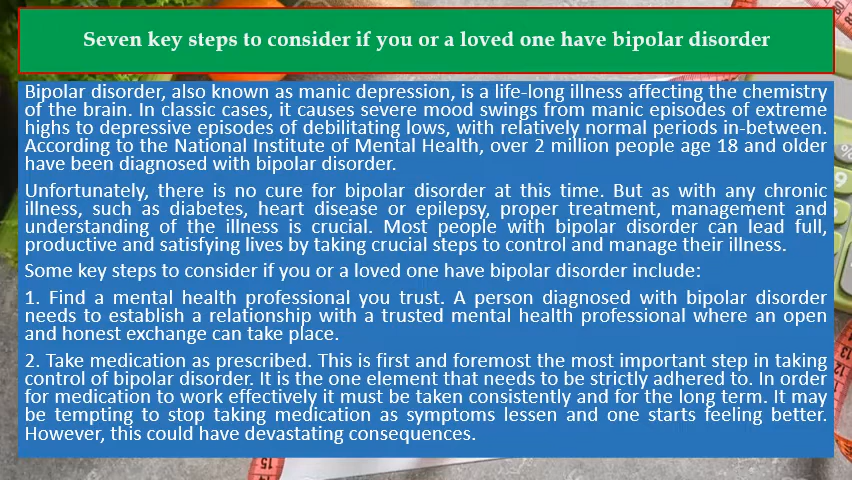 Seven key steps to consider if you or a loved one have bipolar disorder
Bipolar disorder, also known as manic depression, is a life-long illness affecting the chemistry
of the brain. In classic cases, it causes severe mood swings from manic episodes of extreme
highs to depressive episodes of debilitating lows, with relatively normal periods in-between.
According to the National Institute of Mental Health, over 2 million people age 18 and older
have been diagnosed with bipolar disorder.
Unfortunately, there is no cure for bipolar disorder at this time. But as with any chronic
illness, such as diabetes, heart disease or epilepsy, proper treatment, management and
understanding of the illness is crucial. Most people with bipolar disorder can lead full,
productive and satisfying lives by taking crucial steps to control and manage their illness.
Some key steps to consider if you or a loved one have bipolar disorder include:
1. Find a mental health professional you trust. A person diagnosed with bipolar disorder
needs to establish a relationship with a trusted mental health professional where an open
and honest exchange can take place.
2. Take medication as prescribed. This is first and foremost the most important step in taking
control of bipolar disorder. It is the one element that needs to be strictly adhered to. In order
for medication to work effectively it must be taken consistently and for the long term. It may
be tempting to stop taking medication as symptoms lessen and one starts feeling better.
However, this could have devastating consequences.
15